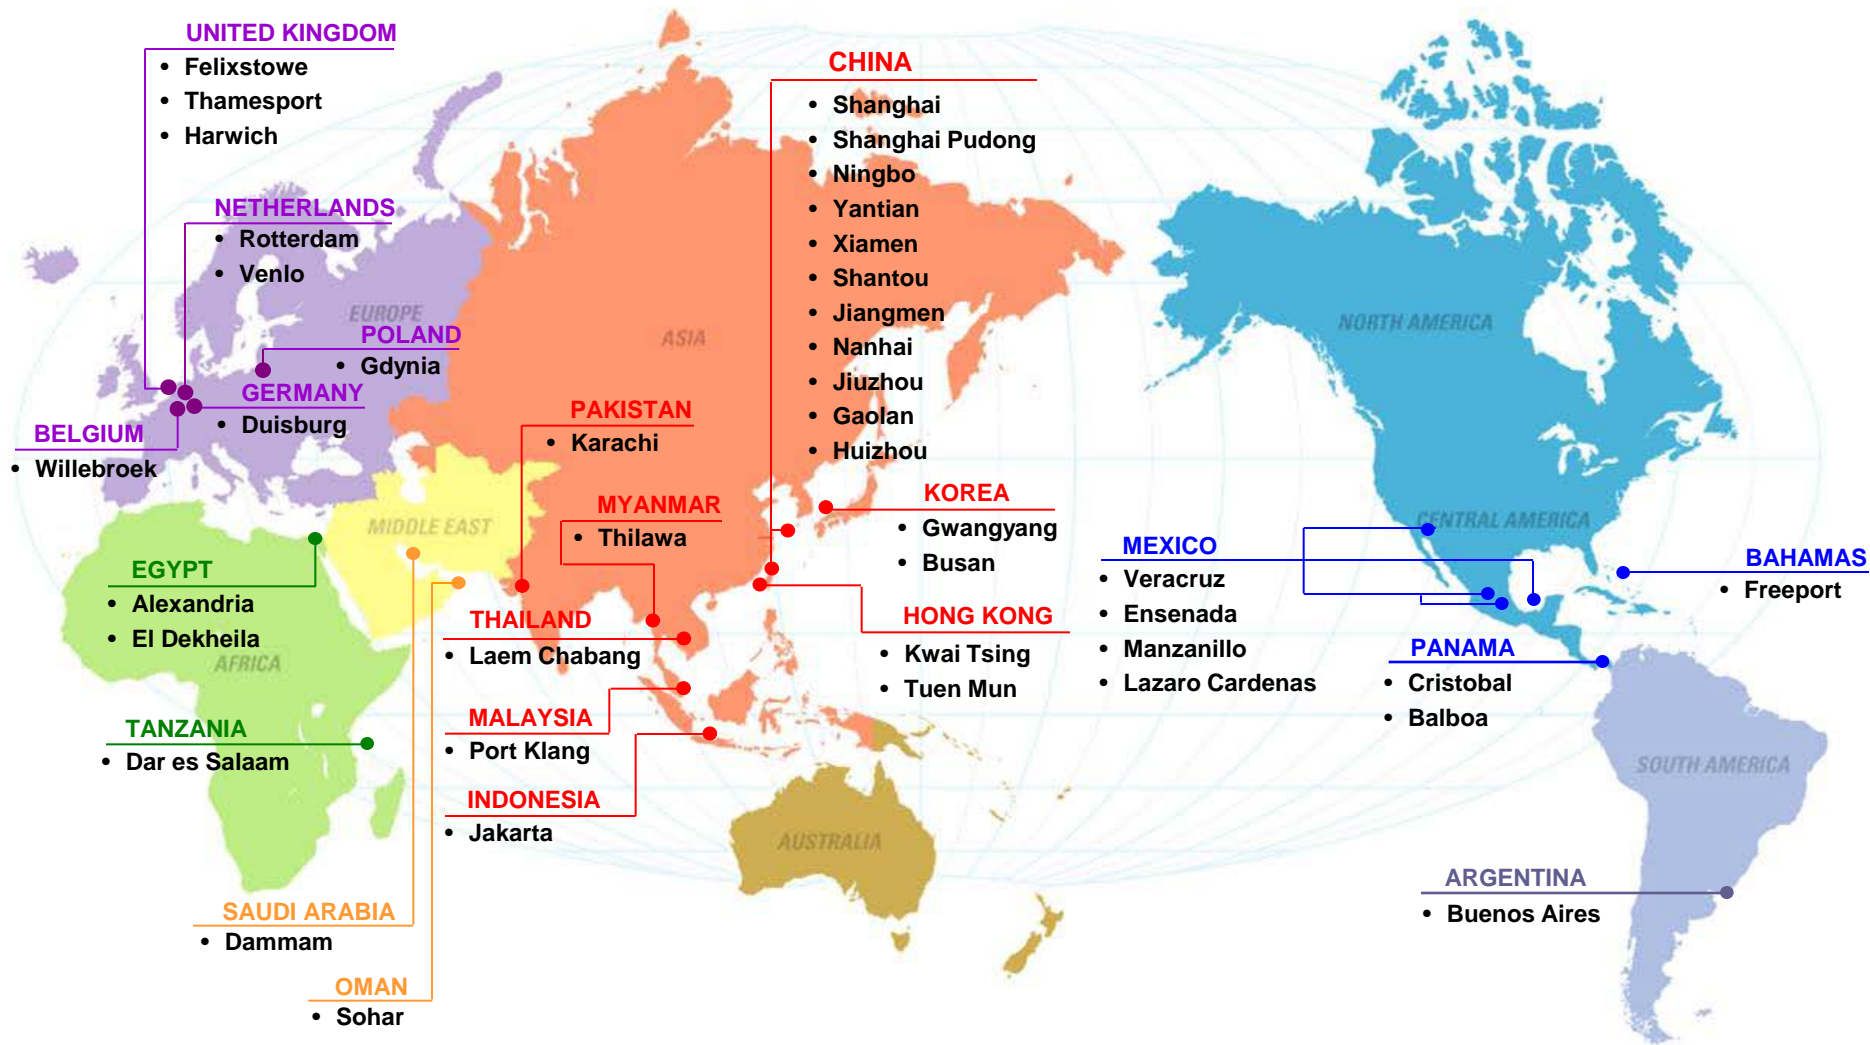 UNITED KINGDOM
• Felixstowe
• Thamesport
• Harwich
NETHERLANDS
• Rotterdam
• Venlo
EUROPE
POLAND
• Gdynia
GERMANY
• Duisburg
BELGIUM
• Willebroek
CHINA
• Shanghai
• Shanghai Pudong
• Ningbo
• Yantian
• Xiamen
• Shantou
• Jiangmen
• Nanhai
• Jiuzhou
• Gaolan
• Huizhou
ASIA
PAKISTAN
• Karachi
MYANMAR
• Thilawa
KOREA
• Gwangyang
• Busan
HONG KONG
• Kwai Tsing
• Tuen Mun
THAILAND
• Laem Chabang
MALAYSIA
• Port Klang
INDONESIA
• Jakarta
MIDDLE EAST
EGYPT
• Alexandria
• El Dekheila
AFRICA
TANZANIA
• Dar es Salaam
SAUDI ARABIA
• Dammam
OMAN
• Sohar
AUSTRALIA
NORTH AMERICA
CENTRAL AMERICA
MEXICO
• Veracruz
• Ensenada
• Manzanillo
• Lazaro Cardenas
BAHAMAS
• Freeport
PANAMA
• Cristobal
• Balboa
SOUTH AMERICA
ARGENTINA
• Buenos Aires